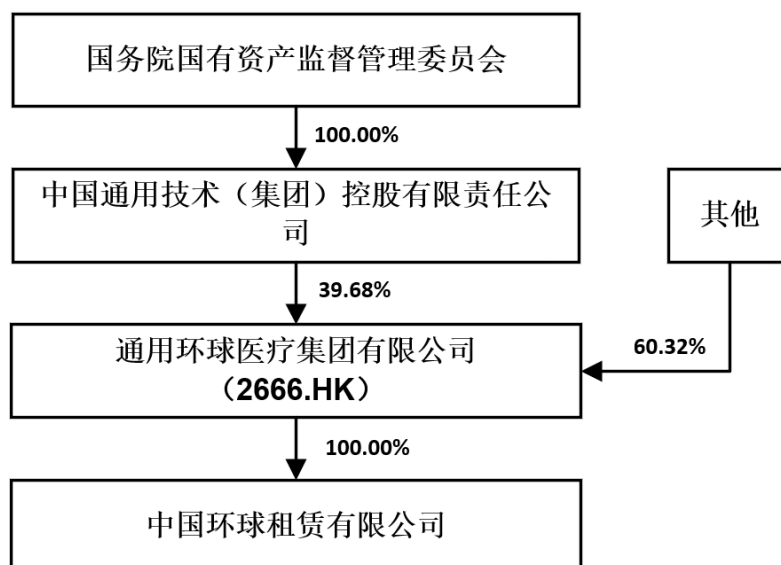 国务院国有资产监督管理委员会
100.00%
中国通用技术（集团）控股有限责任公
司
其他
39.68%
通用环球医疗集团有限公司
（2666.HK）
60.32%
100.00%
中国环球租赁有限公司